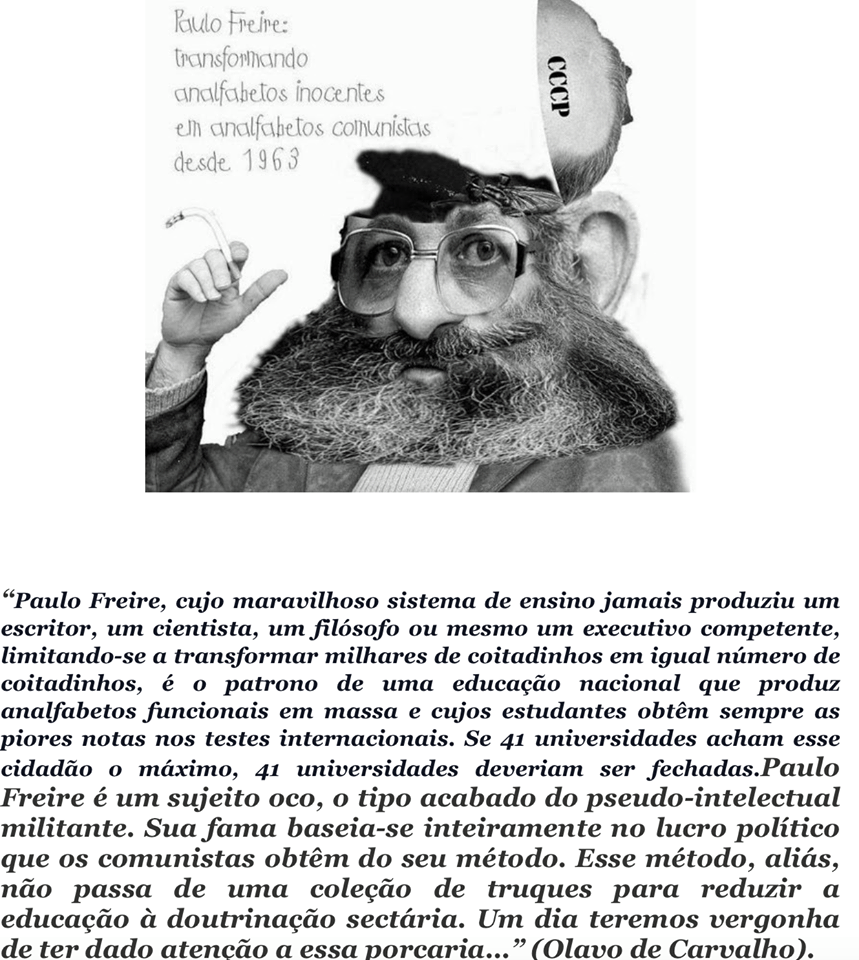 Paulo Freire:
transformando
analfabetos inocentes
em analfabetos comunistas
desde 1963
CCCP
“Paulo Freire, cujo maravilhoso sistema de ensino jamais produziu um
escritor, um cientista, um filósofo ou mesmo um executivo competente,
limitando-se a transformar milhares de coitadinhos em igual número de
coitadinhos, é o patrono de uma educação nacional que produz
analfabetos funcionais em massa e cujos estudantes obtêm sempre as
piores notas nos testes internacionais. Se 41 universidades acham esse
cidadão o máximo, 41 universidades deveriam ser fechadas.Paulo
Freire é um sujeito oco, o tipo acabado do pseudo-intelectual
militante. Sua fama baseia-se inteiramente no lucro político
que os comunistas obtêm do seu método. Esse método, aliás,
não passa de uma coleção de truques para reduzir a
educação à doutrinação sectária. Um dia teremos vergonha
de ter dado atenção a essa porcaria...” (Olavo de Carvalho).